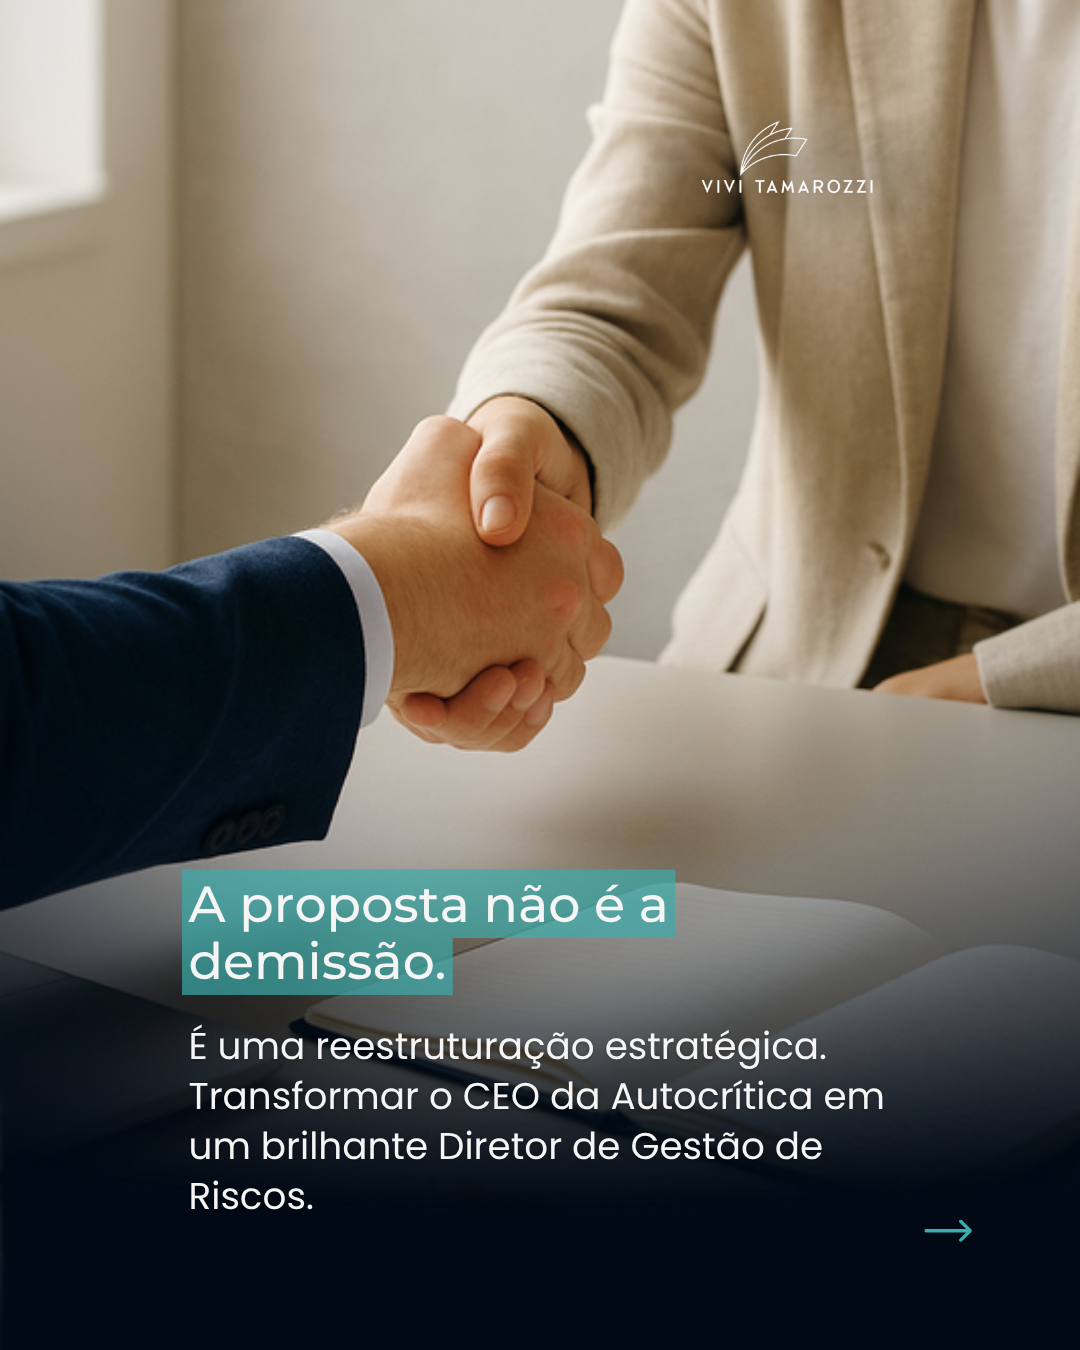 VIVI TAMAROZZI
A proposta não é a
demissão.
É uma reestruturação estratégica.
Transformar o CEO da Autocrítica em
um brilhante Diretor de Gestão de
Riscos.